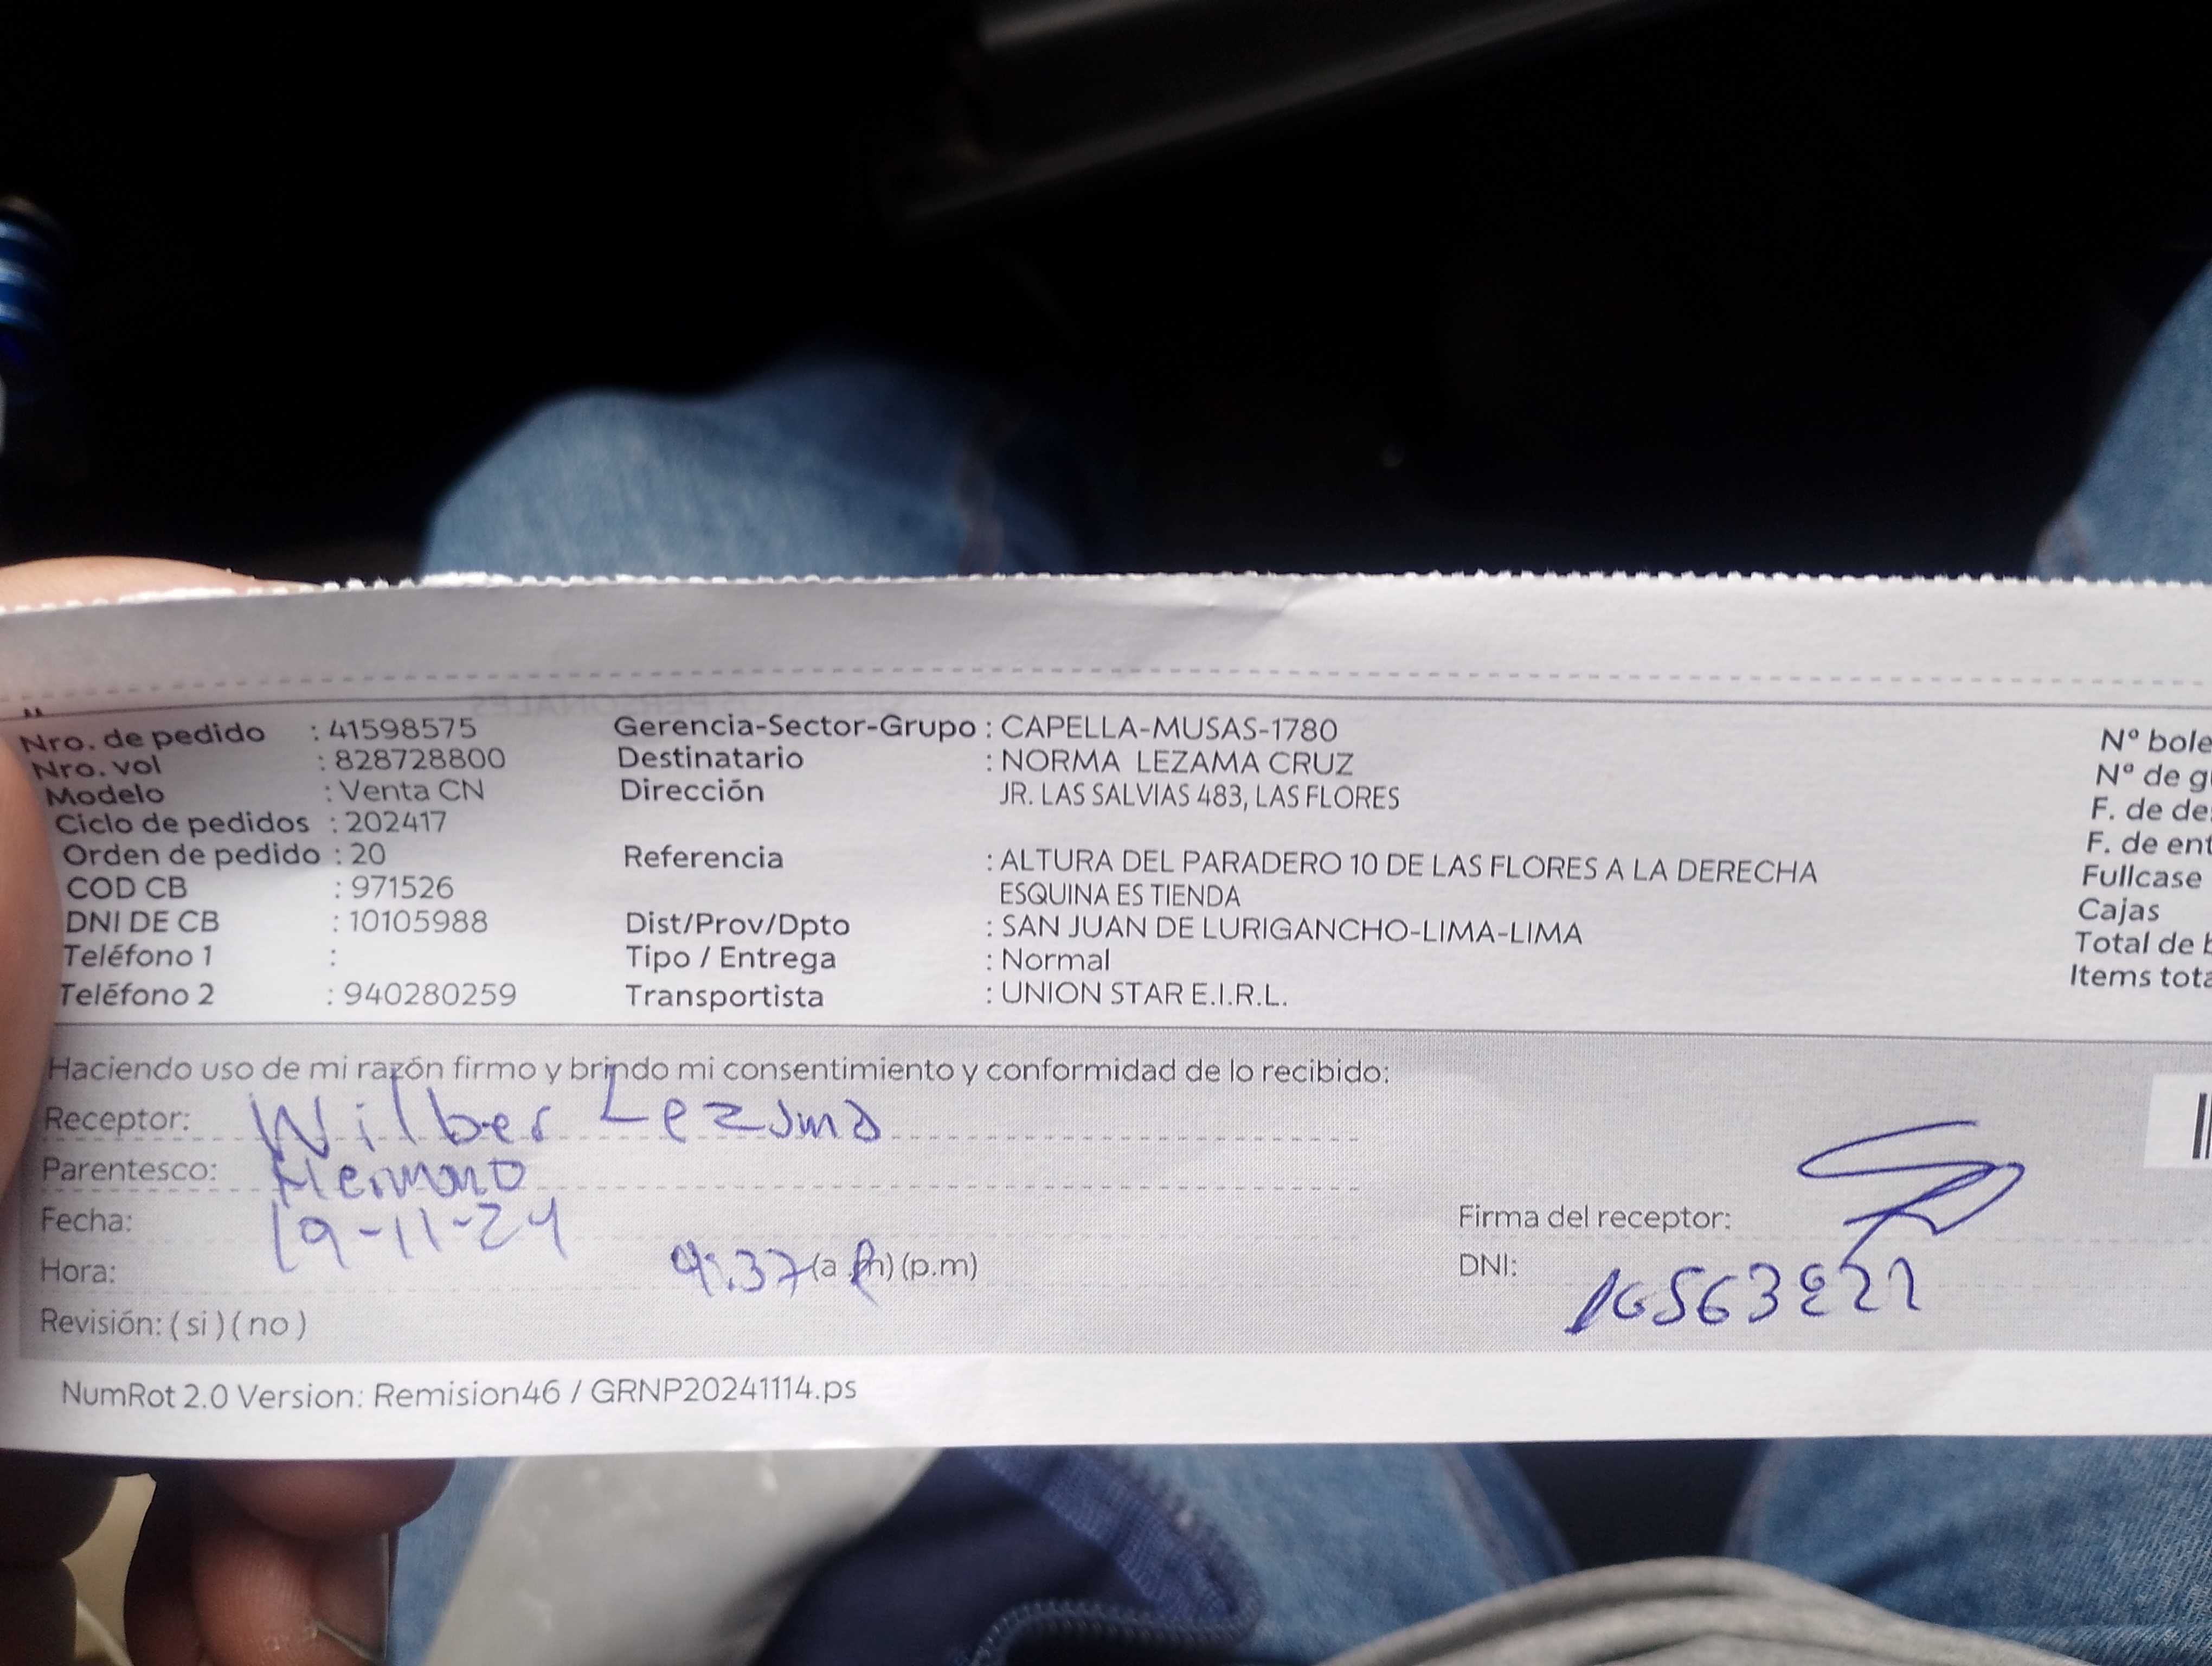 Nro. de pedido : 41598575 Gerencia-Sector-Grupo : CAPELLA-MUSAS-1780 Nº bole
Nro. vol : 828728800 Destinatario : NORMA LEZAMA CRUZ Nº de g
Modelo : Venta CN Dirección JR. LAS SALVIAS 483, LAS FLORES F. de de
Ciclo de pedidos : 202417 F. de ent
Orden de pedido : 20 Referencia : ALTURA DEL PARADERO 10 DE LAS FLORES A LA DERECHA Fullcase
COD CB : 971526 ESQUINA ES TIENDA Cajas
DNI DE CB : 10105988 Dist/Prov/Dpto : SAN JUAN DE LURIGANCHO-LIMA-LIMA Total de b
Teléfono 1 : Tipo / Entrega : Normal Items tota
Teléfono 2 : 940280259 Transportista : UNION STAR E.I.R.L.
Haciendo uso de mi razón firmo y brindo mi consentimiento y conformidad de lo recibido:
Receptor: Wilber Lezama
Parentesco: Hermano
Fecha: 19-11-24 Firma del receptor:
Hora: 9:37 (a.m) (p.m) DNI:
Revisión: ( si ) ( no )
NumRot 2.0 Version: Remision46 / GRNP20241114.ps